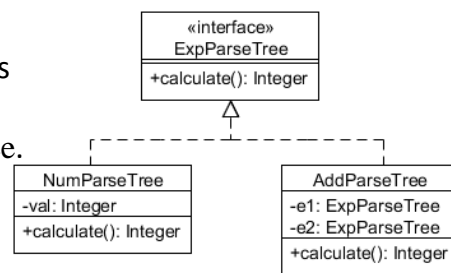 «interface»
ExpParseTree
+calculate(): Integer
s
e.
NumParseTree
-val: Integer
+calculate(): Integer
AddParseTree
-e1: ExpParseTree
-e2: ExpParseTree
+calculate(): Integer